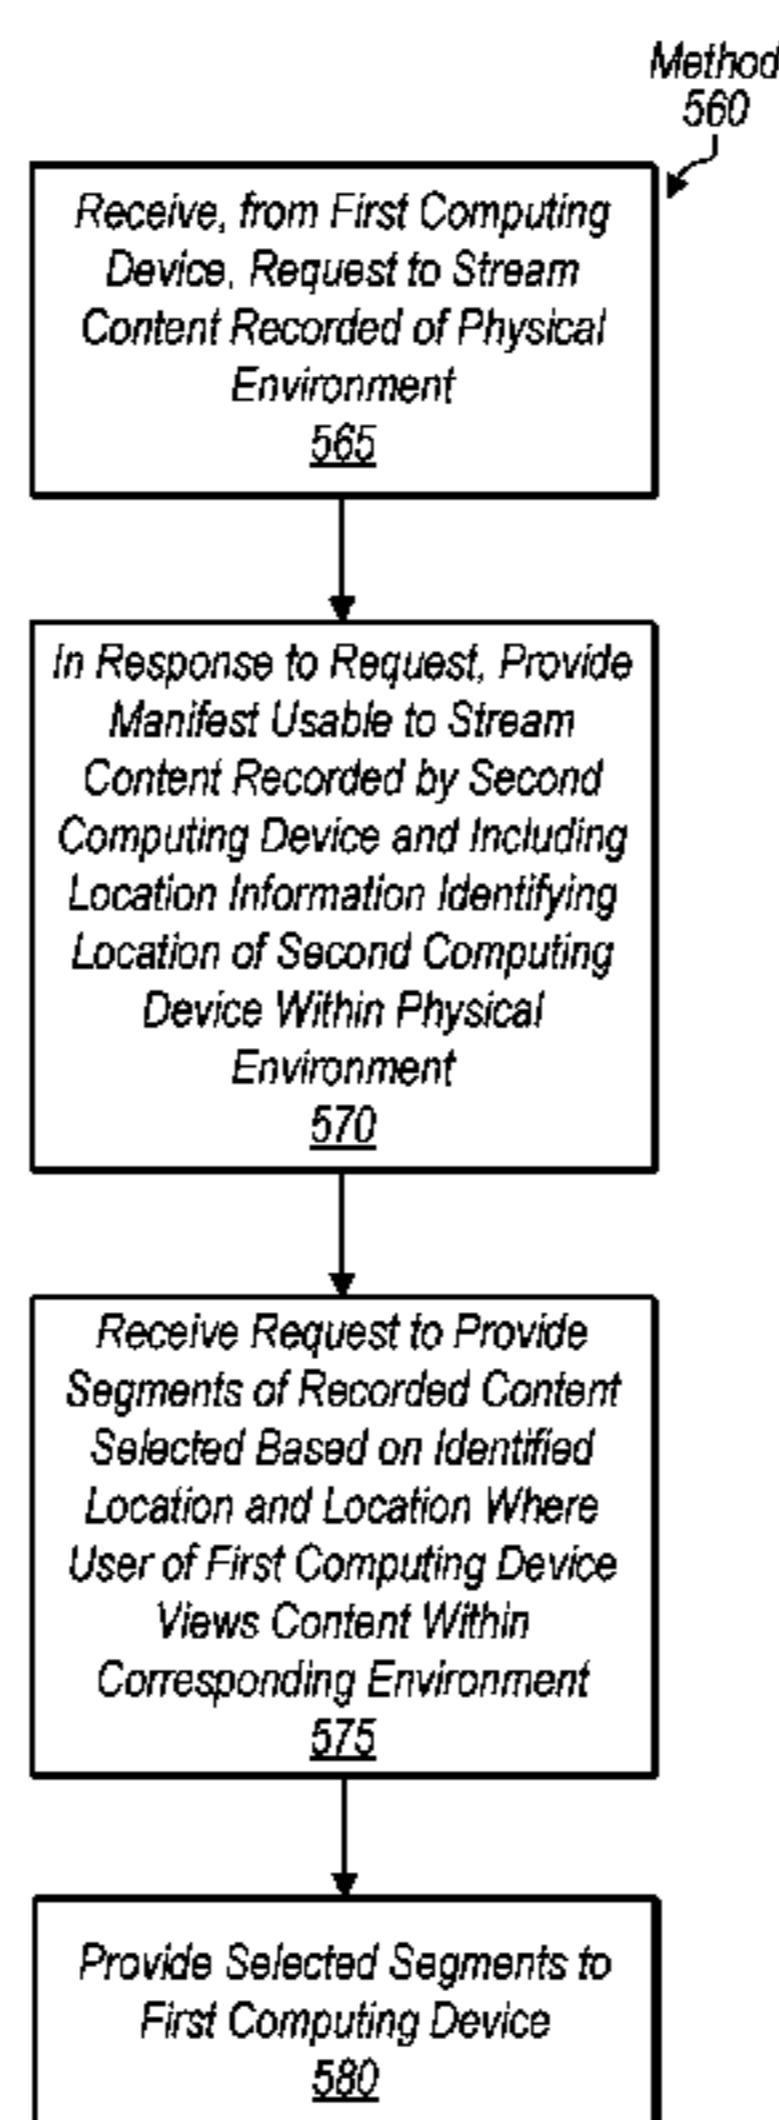 Method
560
Receive, from First Computing
Device, Request to Stream
Content Recorded of Physical
Environment
565
In Response to Request, Provide
Manifest Usable to Stream
Content Recorded by Second
Computing Device and Including
Location Information Identifying
Location of Second Computing
Device Within Physical
Environment
570
Receive Request to Provide
Segments of Recorded Content
Selected Based on Identified
Location and Location Where
User of First Computing Device
Views Content Within
Corresponding Environment
575
Provide Selected Segments to
First Computing Device
580